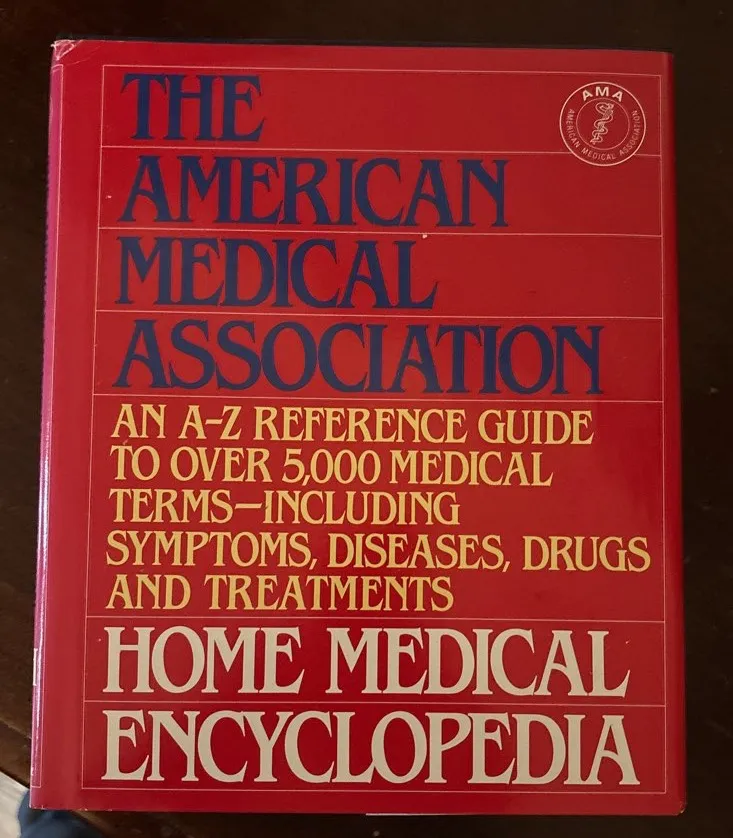 THE
AMERICAN
MEDICAL
ASSOCIATION
AMA
AMERICAN MEDICAL ASSOCIATION
AN A-Z REFERENCE GUIDE
TO OVER 5,000 MEDICAL
TERMS—INCLUDING
SYMPTOMS, DISEASES, DRUGS
AND TREATMENTS
HOME MEDICAL
ENCYCLOPEDIA